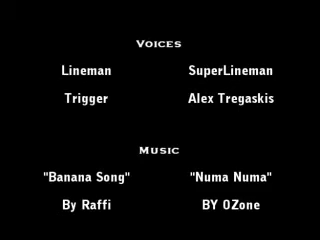 Voices
Lineman SuperLineman
Trigger Alex Tregaskis
Music
"Banana Song" "Numa Numa"
By Raffi BY OZone